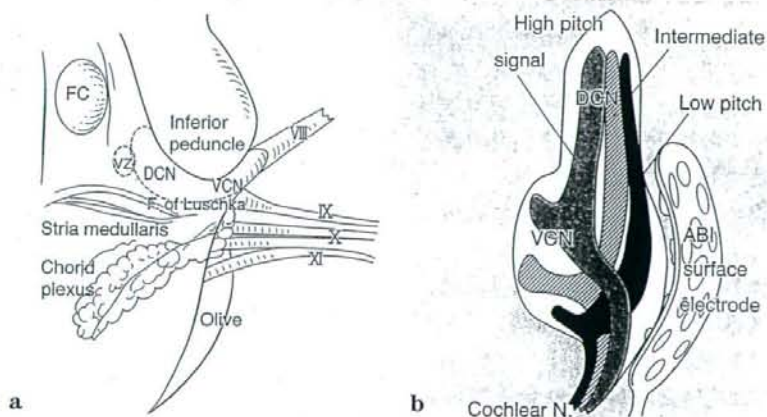 FC
VZ
DCN
Inferior
peduncle
VIII
VCN
F. of Luschka
IX
Stria medullaris
X
XI
Chorid
plexus
Olive
a
High pitch
signal
Intermediate
DCN
Low pitch
VCN
ABI
surface
electrode
Cochlear N.
b